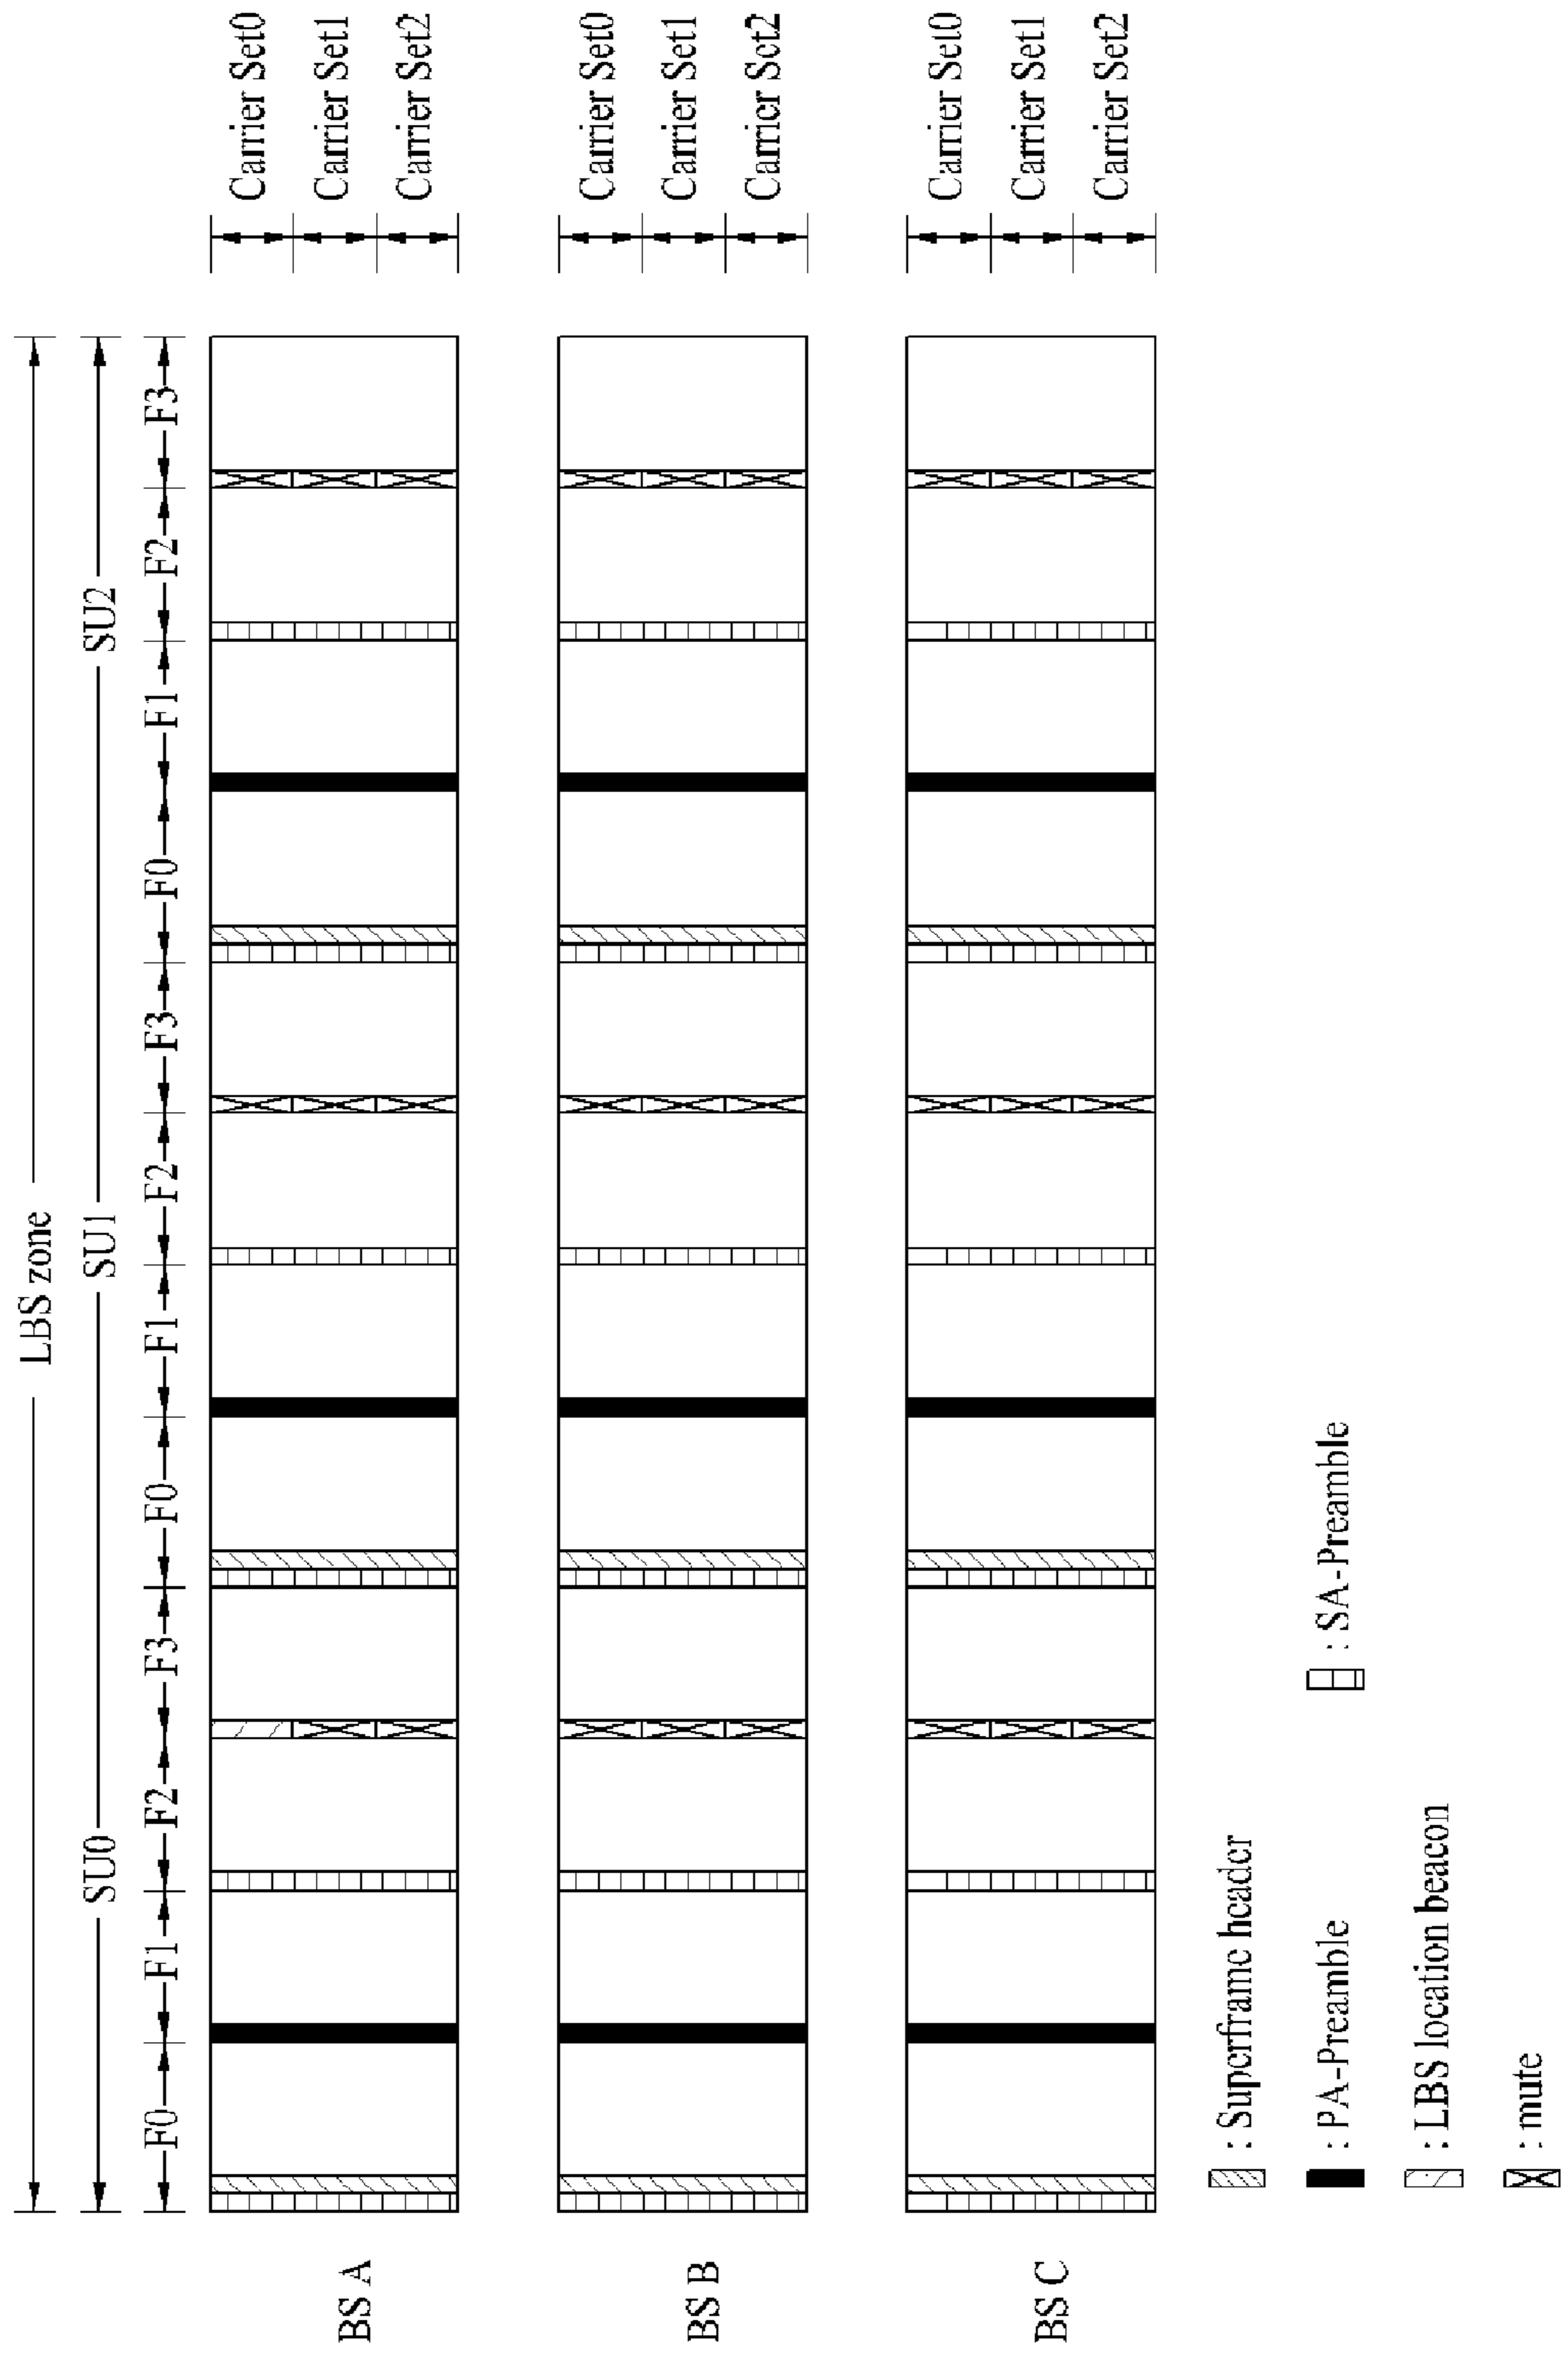 LBS zone
SU0 SU1 SU2
F0 F1 F2 F3 F0 F1 F2 F3 F0 F1 F2 F3
BS A
Carrier Set0
Carrier Set1
Carrier Set2
BS B
Carrier Set0
Carrier Set1
Carrier Set2
BS C
Carrier Set0
Carrier Set1
Carrier Set2
: Superframe header
: PA-Preamble : SA-Preamble
: LBS location beacon
: mute